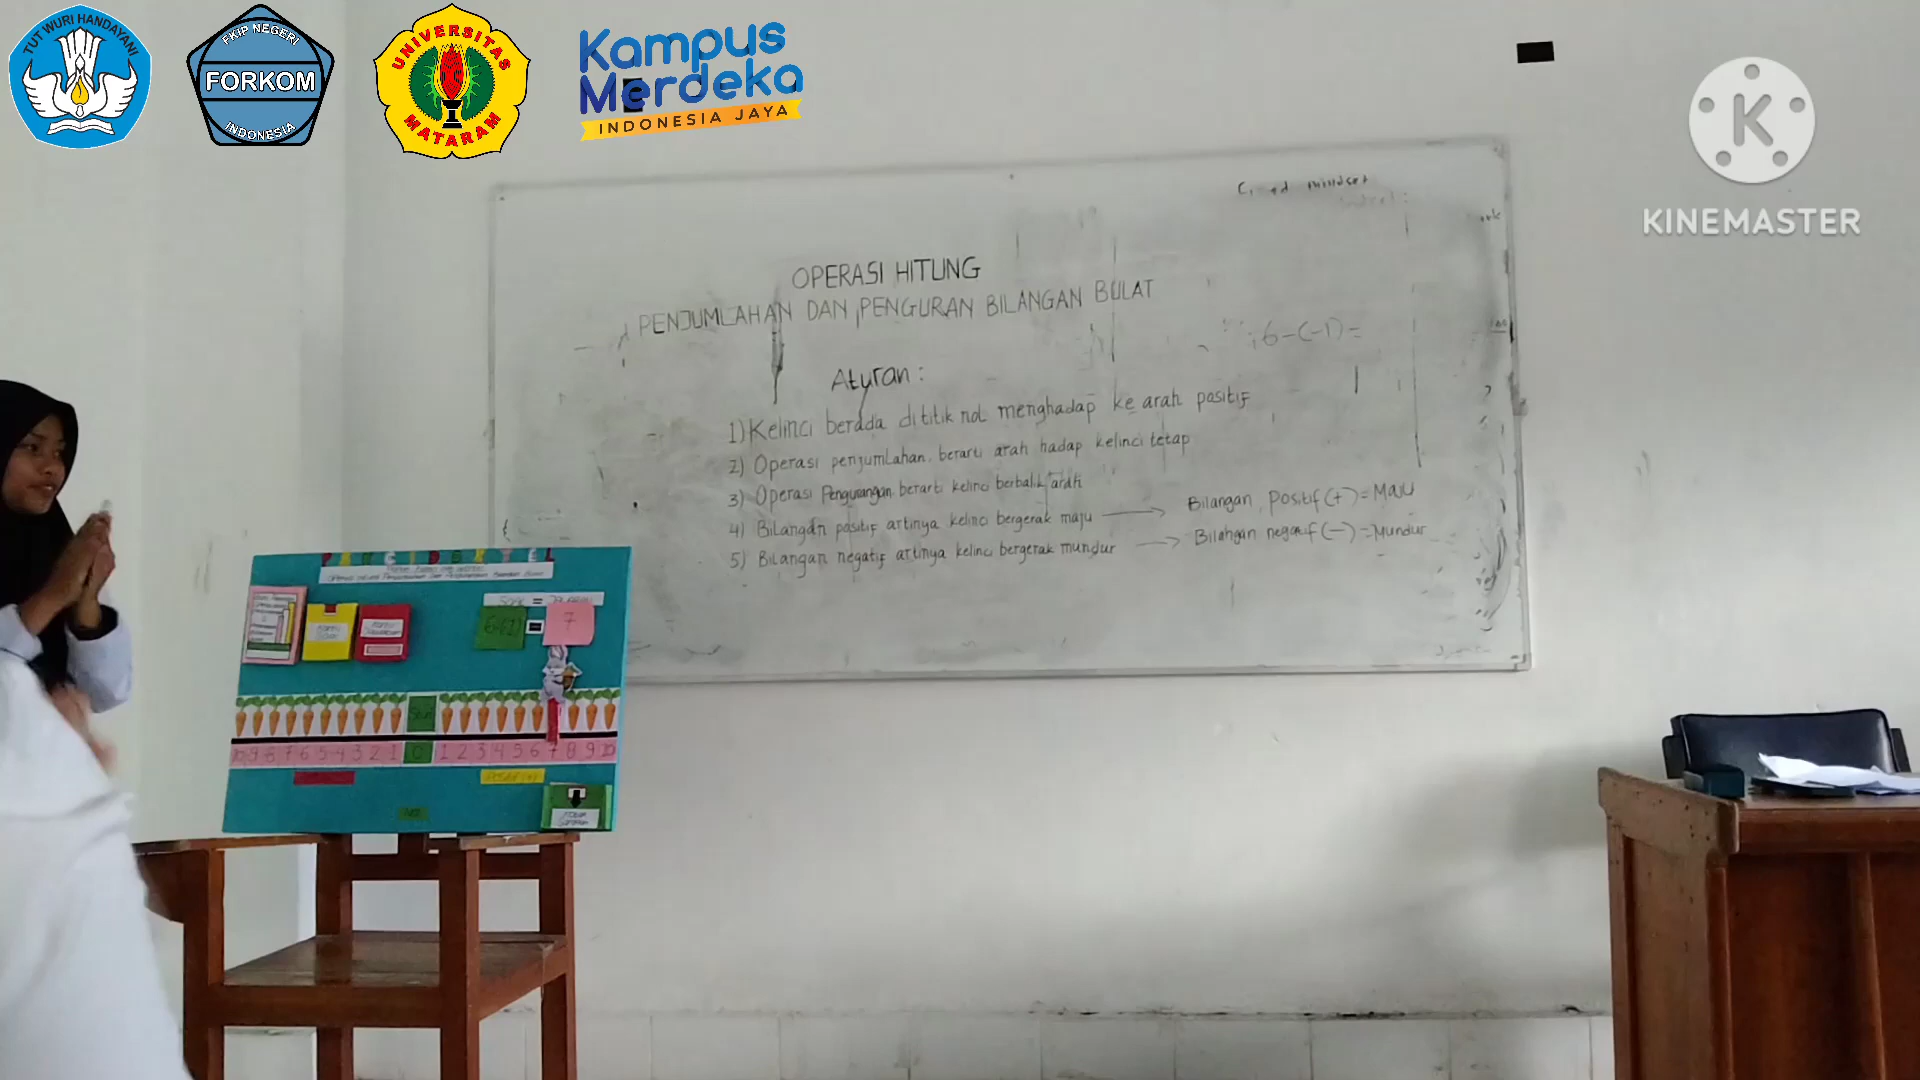 TUT WURI HANDAYANI
FKIP NEGERI
FORKOM
INDONESIA
UNIVERSITAS
MATARAM
Kampus
Merdeka
INDONESIA JAYA
K
KINEMASTER
mindset
OPERASI HITUNG
PENJUMLAHAN DAN PENGURAN BILANGAN BULAT
6-(-1)=
Aturan :
1) Kelinci berada di titik nol menghadap ke arah positif
2) Operasi penjumlahan berarti arah hadap kelinci tetap
3) Operasi Pengurangan berarti kelinci berbalik arah
4) Bilangan positif artinya kelinci bergerak maju → Bilangan Positif (+) = Maju
5) Bilangan negatif artinya kelinci bergerak mundur → Bilangan negatif (-) = Mundur
7
10 9 8 7 6 5 4 3 2 1 0 1 2 3 4 5 6 7 8 9 10